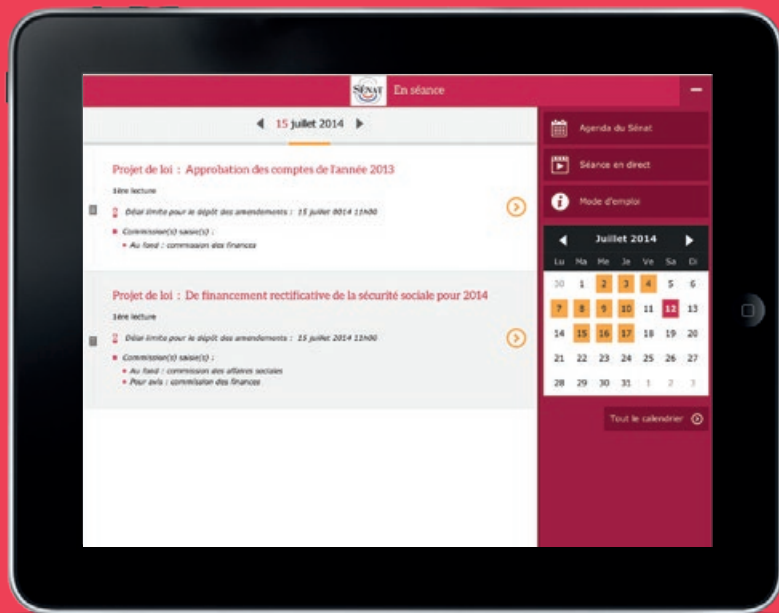 SÉNAT En séance
15 juillet 2014
Projet de loi : Approbation des comptes de l'année 2013
1ère lecture
Délai limite pour le dépôt des amendements : 15 juillet 0014 11h00
Commission(s) saisie(s) :
Au fond : commission des finances
Projet de loi : De financement rectificative de la sécurité sociale pour 2014
1ère lecture
Délai limite pour le dépôt des amendements : 15 juillet 2014 11h00
Commission(s) saisie(s) :
Au fond : commission des affaires sociales
Pour avis : commission des finances
Agenda du Sénat
Séance en direct
Mode d'emploi
Juillet 2014
Lu Ma Me Je Ve Sa Di
30 1 2 3 4 5 6
7 8 9 10 11 12 13
14 15 16 17 18 19 20
21 22 23 24 25 26 27
28 29 30 31 1 2 3
Tout le calendrier